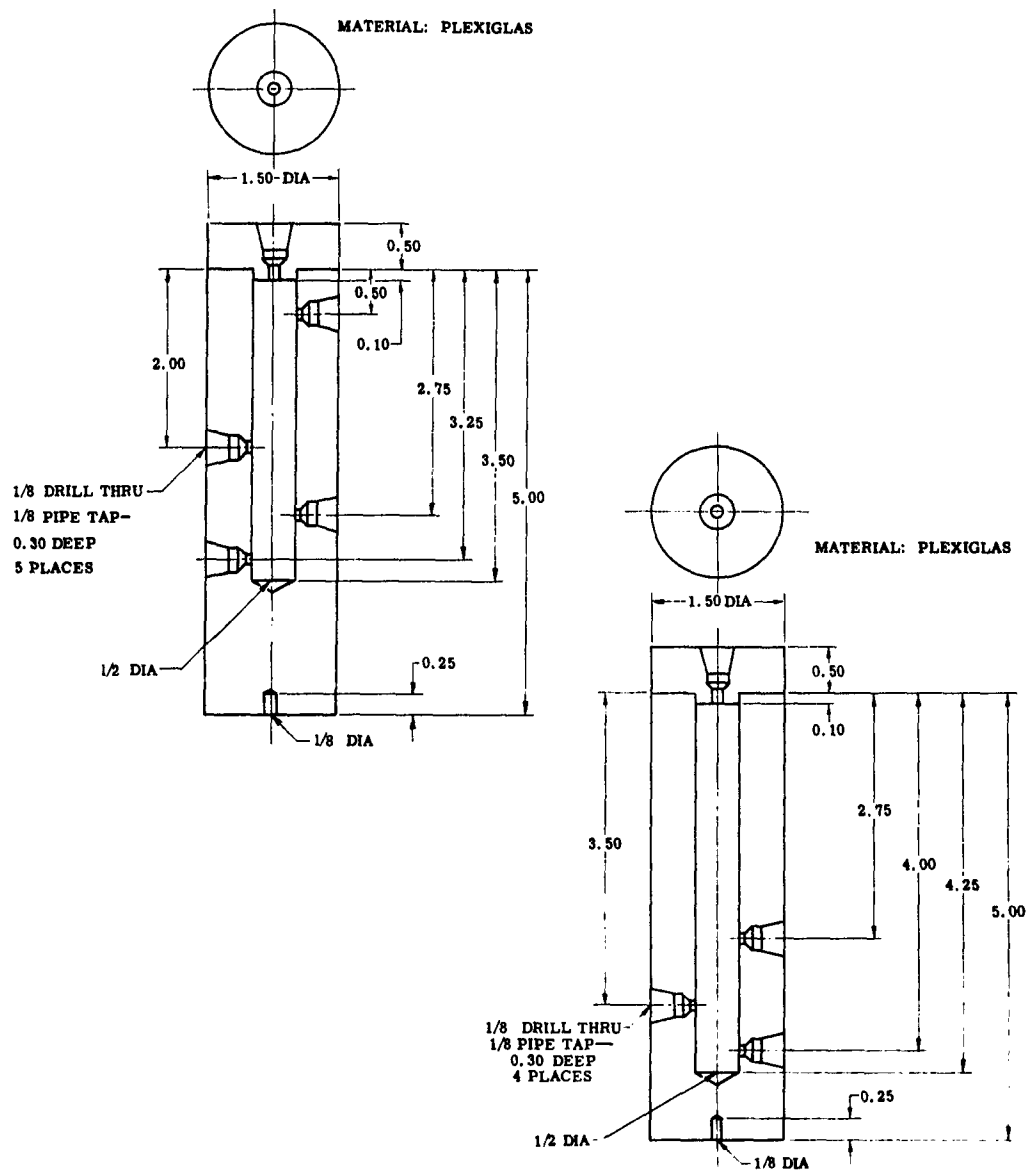 MATERIAL: PLEXIGLAS
1.50 DIA
0.50
0.50
0.10
2.00
2.75
3.25
3.50
5.00
1/8 DRILL THRU
1/8 PIPE TAP-
0.30 DEEP
5 PLACES
1/2 DIA
0.25
1/8 DIA
MATERIAL: PLEXIGLAS
1.50 DIA
0.50
0.10
2.75
3.50
4.00
4.25
5.00
1/8 DRILL THRU
1/8 PIPE TAP-
0.30 DEEP
4 PLACES
0.25
1/2 DIA
1/8 DIA